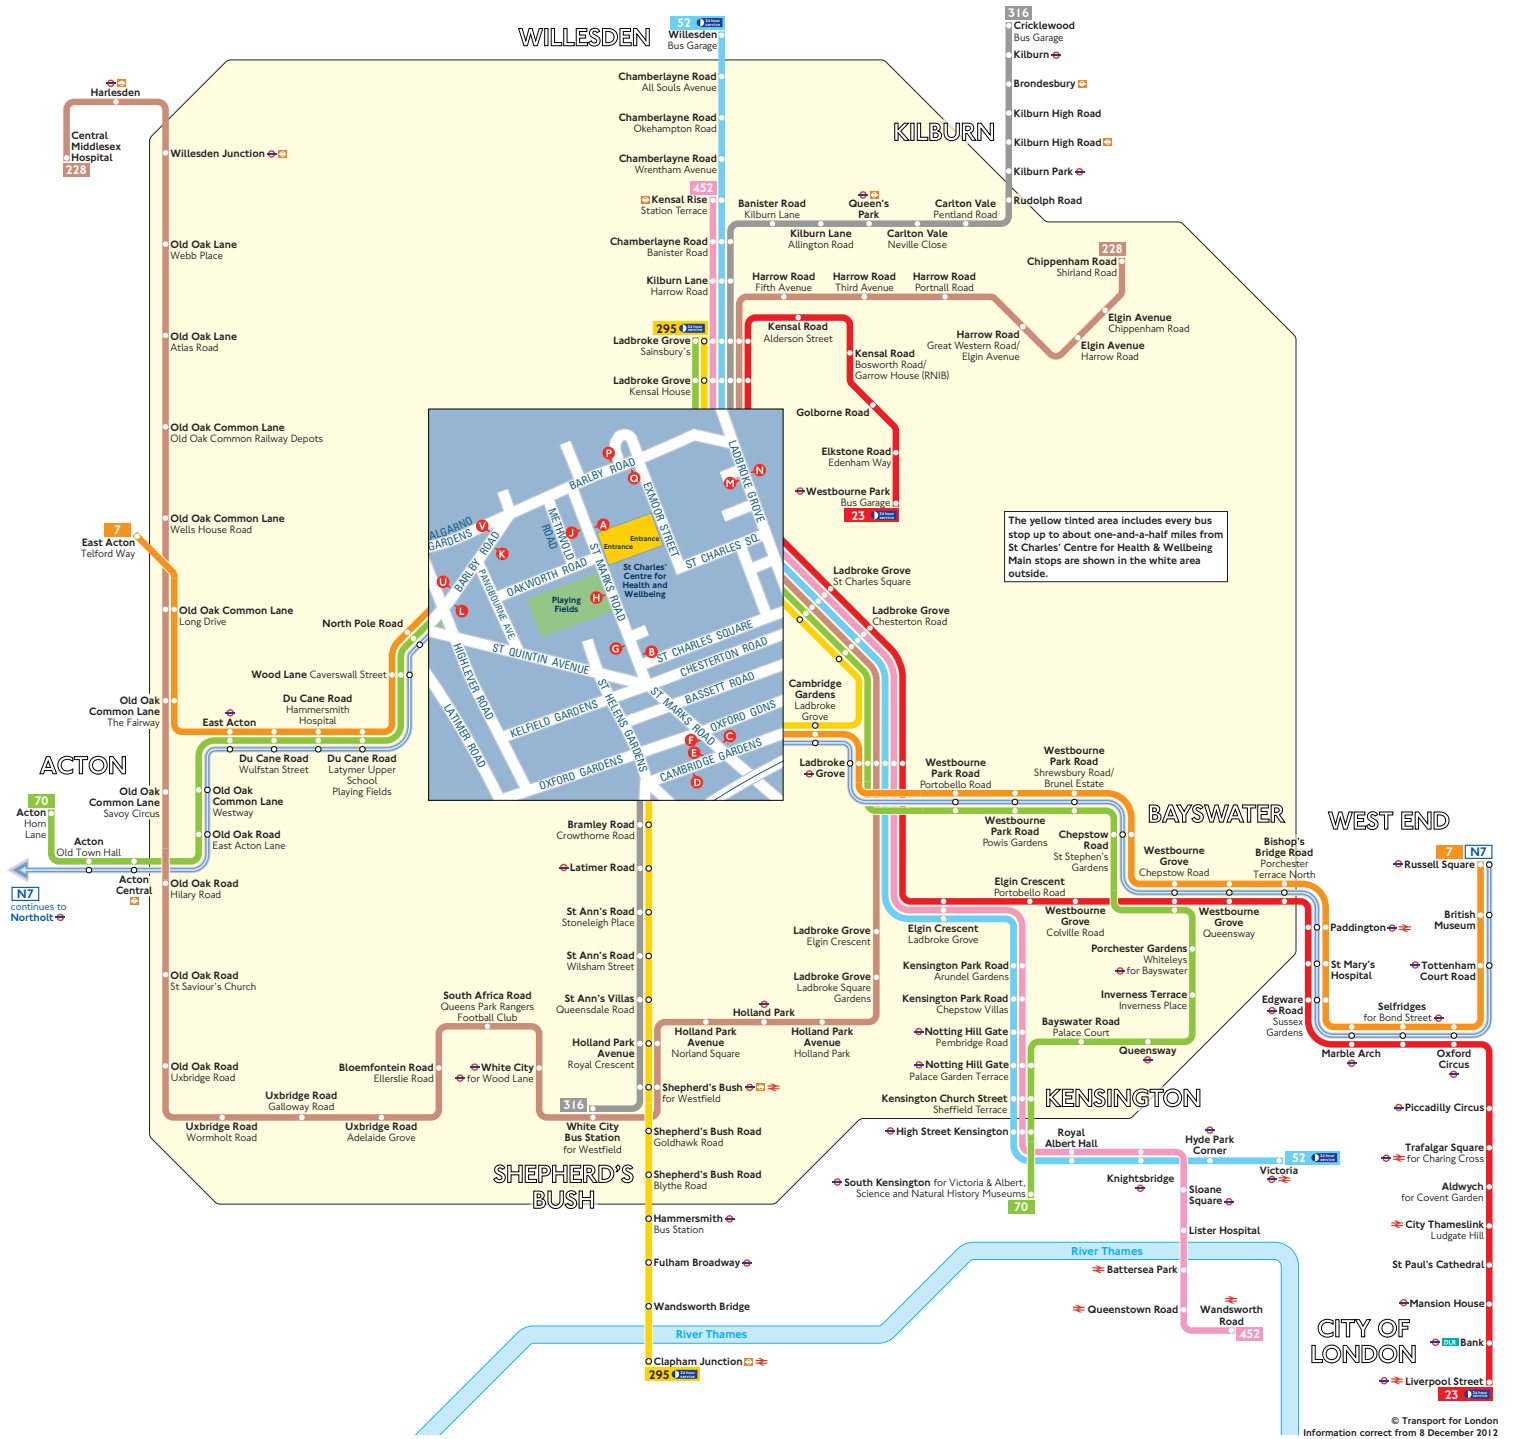 316
Cricklewood
Bus Garage
Kilburn
Brondesbury
Kilburn High Road
Kilburn High Road
Kilburn Park
Rudolph Road
WILLESDEN
52 24 hour service
Willesden
Bus Garage
Chamberlayne Road
All Souls Avenue
Chamberlayne Road
Okehampton Road
Chamberlayne Road
Wrentham Avenue
452
Kensal Rise
Station Terrace
Chamberlayne Road
Banister Road
Kilburn Lane
Harrow Road
295 24 hour service
Ladbroke Grove
Sainsbury's
Ladbroke Grove
Kensal House
KILBURN
Banister Road
Kilburn Lane
Kilburn Lane
Allington Road
Queen's
Park
Carlton Vale
Neville Close
Carlton Vale
Pentland Road
228
Chippenham Road
Shirland Road
Elgin Avenue
Chippenham Road
Elgin Avenue
Harrow Road
Harrow Road
Great Western Road/
Elgin Avenue
Harrow Road
Portnall Road
Harrow Road
Third Avenue
Harrow Road
Fifth Avenue
Kensal Road
Alderson Street
Kensal Road
Bosworth Road/
Garrow House (RNIB)
Golborne Road
Elkstone Road
Edenham Way
Westbourne Park
Bus Garage
23 24 hour service
The yellow tinted area includes every bus
stop up to about one-and-a-half miles from
St Charles' Centre for Health & Wellbeing
Main stops are shown in the white area
outside.
Harlesden
Central
Middlesex
Hospital
228
Willesden Junction
Old Oak Lane
Webb Place
Old Oak Lane
Atlas Road
Old Oak Common Lane
Old Oak Common Railway Depots
Old Oak Common Lane
Wells House Road
7
East Acton
Telford Way
Old Oak Common Lane
Long Drive
Old Oak
Common Lane
The Fairway
East Acton
Du Cane Road
Wulfstan Street
Du Cane Road
Hammersmith
Hospital
Du Cane Road
Latymer Upper
School
Playing Fields
Wood Lane Caverswall Street
North Pole Road
ACTON
70
Acton
Horn
Lane
Acton
Old Town Hall
Acton
Central
Old Oak
Common Lane
Savoy Circus
Old Oak
Common Lane
Westway
Old Oak Road
East Acton Lane
N7
continues to
Northolt
Old Oak Road
Hilary Road
Old Oak Road
St Saviour's Church
Old Oak Road
Uxbridge Road
Uxbridge Road
Wormholt Road
Uxbridge Road
Galloway Road
Uxbridge Road
Adelaide Grove
Bloemfontein Road
Ellerslie Road
South Africa Road
Queens Park Rangers
Football Club
White City
for Wood Lane
316
White City
Bus Station
for Westfield
P
Q
N
M
V
K
J
A
U
L
H
G
B
F
C
E
D
BARLBY ROAD
EXMOOR STREET
LADBROKE GROVE
ALGARNO
GARDENS
METHWOLD
ROAD
BARLBY ROAD
PANGBOURNE AVE.
OAKWORTH ROAD
ST MARKS ROAD
ST CHARLES SQ.
Entrance
Entrance
St Charles'
Centre for
Health and
Wellbeing
Playing
Fields
ST QUINTIN AVENUE
ST CHARLES SQUARE
CHESTERTON ROAD
BASSETT ROAD
OXFORD GDNS
HIGHLEVER ROAD
LATIMER ROAD
KELFIELD GARDENS
ST HELENS GARDENS
ST MARKS ROAD
OXFORD GARDENS
CAMBRIDGE GARDENS
Bramley Road
Crowthorne Road
Latimer Road
St Ann's Road
Stoneleigh Place
St Ann's Road
Wilsham Street
St Ann's Villas
Queensdale Road
Holland Park
Avenue
Royal Crescent
Shepherd's Bush
for Westfield
Shepherd's Bush Road
Goldhawk Road
Shepherd's Bush Road
Blythe Road
SHEPHERD'S
BUSH
Hammersmith
Bus Station
Fulham Broadway
Wandsworth Bridge
River Thames
Clapham Junction
295 24 hour service
Ladbroke Grove
St Charles Square
Ladbroke Grove
Chesterton Road
Cambridge
Gardens
Ladbroke
Grove
Ladbroke
Grove
Westbourne
Park Road
Portobello Road
Westbourne
Park Road
Powis Gardens
Westbourne
Park Road
Shrewsbury Road/
Brunel Estate
Chepstow
Road
St Stephen's
Gardens
BAYSWATER
Westbourne
Grove
Chepstow Road
Bishop's
Bridge Road
Porchester
Terrace North
Elgin Crescent
Portobello Road
Westbourne
Grove
Colville Road
Westbourne
Grove
Queensway
Elgin Crescent
Ladbroke Grove
Ladbroke Grove
Elgin Crescent
Ladbroke Grove
Ladbroke Square
Gardens
Holland Park
Holland Park
Avenue
Norland Square
Holland Park
Avenue
Holland Park
Kensington Park Road
Arundel Gardens
Kensington Park Road
Chepstow Villas
Notting Hill Gate
Pembridge Road
Notting Hill Gate
Palace Garden Terrace
Kensington Church Street
Sheffield Terrace
High Street Kensington
South Kensington for Victoria & Albert,
Science and Natural History Museums
70
Porchester Gardens
Whiteleys
for Bayswater
Inverness Terrace
Inverness Place
Bayswater Road
Palace Court
Queensway
KENSINGTON
Royal
Albert Hall
Knightsbridge
Hyde Park
Corner
Victoria
52 24 hour service
Sloane
Square
Lister Hospital
River Thames
Battersea Park
Queenstown Road
Wandsworth
Road
452
WEST END
7
N7
Russell Square
British
Museum
Tottenham
Court Road
Paddington
St Mary's
Hospital
Edgware
Road
Sussex
Gardens
Selfridges
for Bond Street
Marble Arch
Oxford
Circus
Piccadilly Circus
Trafalgar Square
for Charing Cross
Aldwych
for Covent Garden
City Thameslink
Ludgate Hill
St Paul's Cathedral
Mansion House
CITY OF
LONDON
DLR Bank
Liverpool Street
23 24 hour service
© Transport for London
Information correct from 8 December 2012